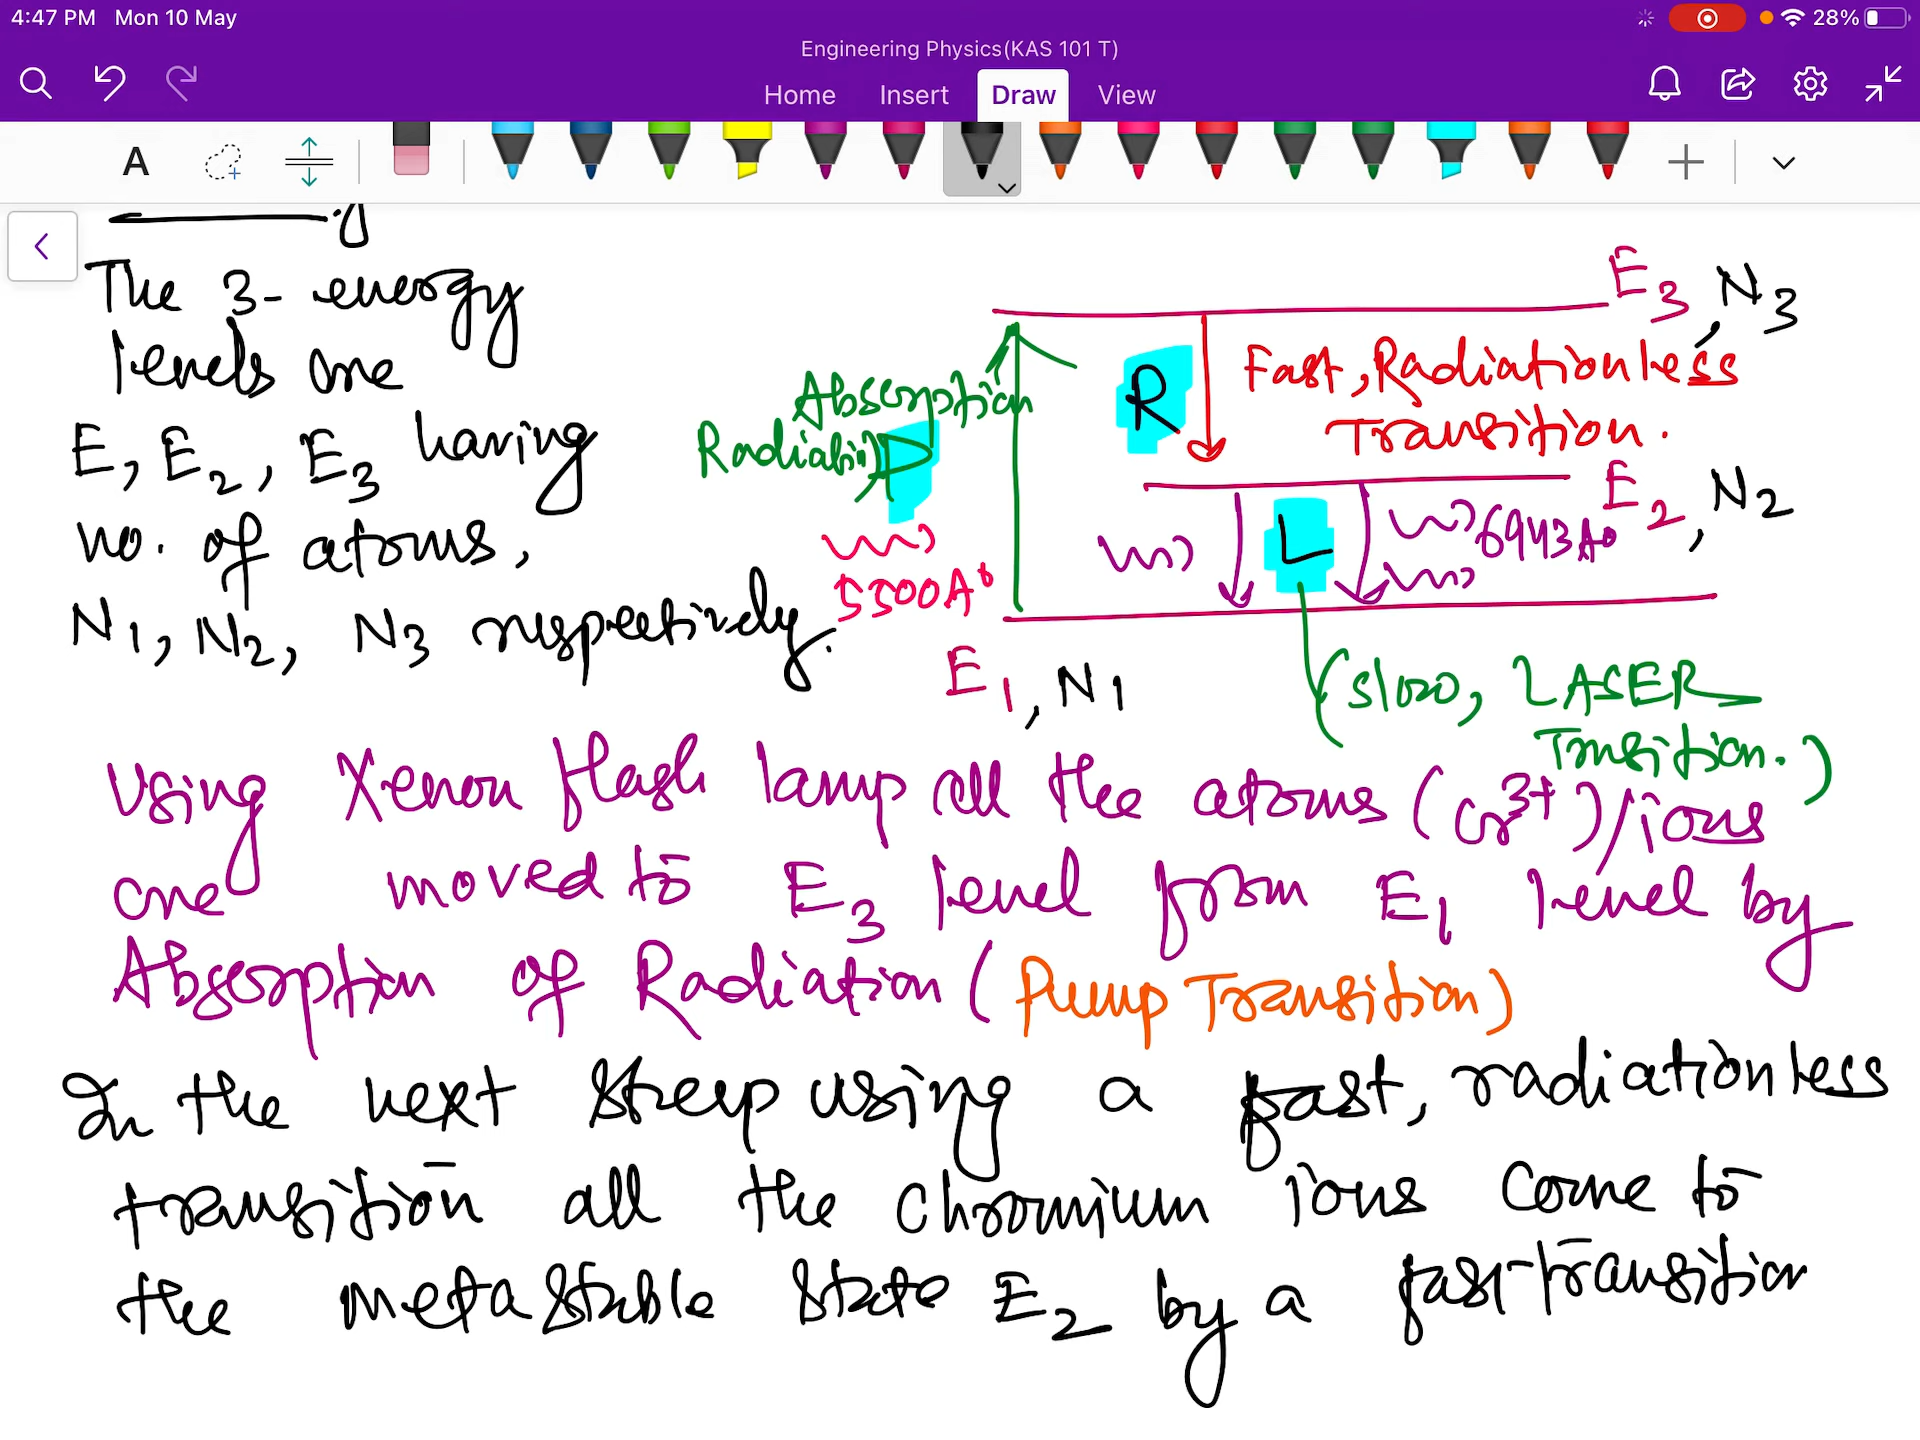 4:47 PM Mon 10 May
28%
Engineering Physics(KAS 101 T)
Home Insert Draw View
A
The 3- energy
levels are
E, E2, E3 having
no. of atoms,
N1, N2, N3 respectively.
E3, N3
Absorption
Radiation
P
5500A°
R
Fast, Radiationless
Transition.
E2, N2
L
6943A°
E1, N1
(slow, LASER
Trnsition.)
Using Xenon flash lamp all the atoms (Cr3+)/ions
are moved to E3 level from E1 level by
Absorption of Radiation (Pump Transition)
In the next step using a fast, radiationless
transition all the Chromium ions come to
the metastable state E2 by a fast transition